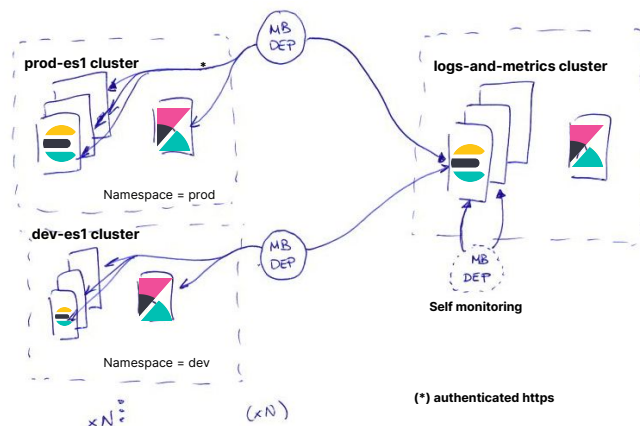 MB
DEP
prod-es1 cluster
*
logs-and-metrics cluster
Namespace = prod
dev-es1 cluster
MB
DEP
MB
DEP
Self monitoring
Namespace = dev
(*) authenticated https
xN
(xN)